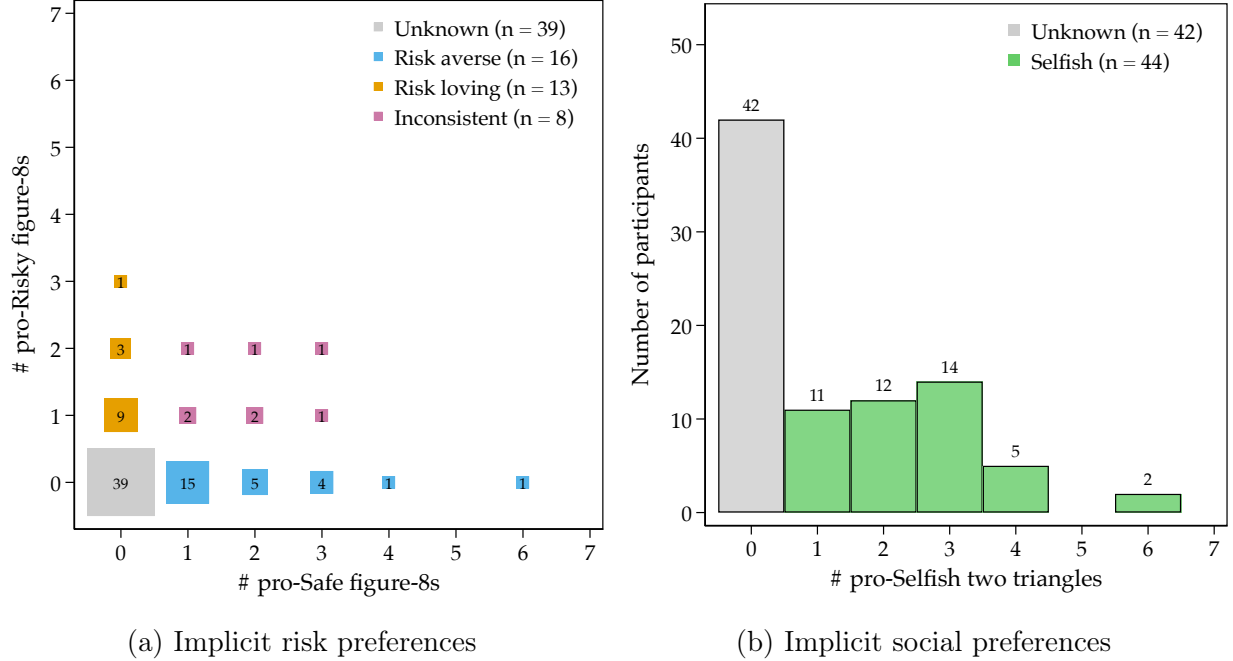 7
6
5
4
3
2
1
0
# pro-Risky figure-8s
Unknown (n = 39)
Risk averse (n = 16)
Risk loving (n = 13)
Inconsistent (n = 8)
1
3
1
1
1
9
2
2
1
39
15
5
4
1
1
0 1 2 3 4 5 6 7
# pro-Safe figure-8s
(a) Implicit risk preferences
50
40
30
20
10
0
Number of participants
Unknown (n = 42)
Selfish (n = 44)
42
11
12
14
5
2
0 1 2 3 4 5 6 7
# pro-Selfish two triangles
(b) Implicit social preferences